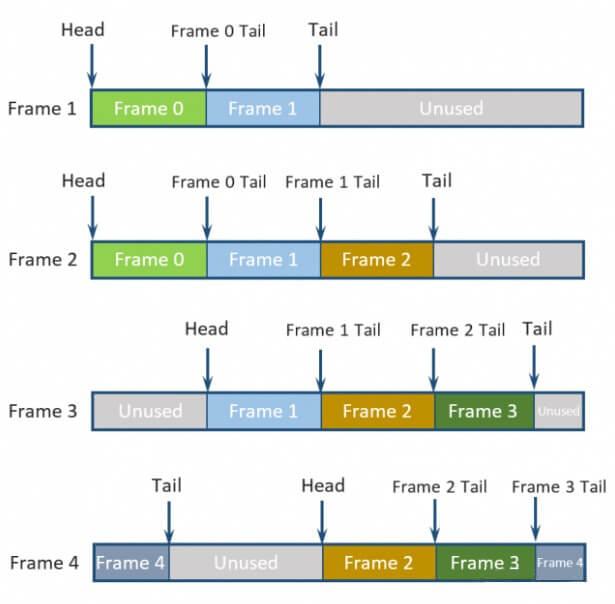 Head Frame 0 Tail Tail
Frame 1 Frame 0 Frame 1 Unused
Head Frame 0 Tail Frame 1 Tail Tail
Frame 2 Frame 0 Frame 1 Frame 2 Unused
Head Frame 1 Tail Frame 2 Tail Tail
Frame 3 Unused Frame 1 Frame 2 Frame 3 Unused
Tail Head Frame 2 Tail Frame 3 Tail
Frame 4 Frame 4 Unused Frame 2 Frame 3 Frame 4